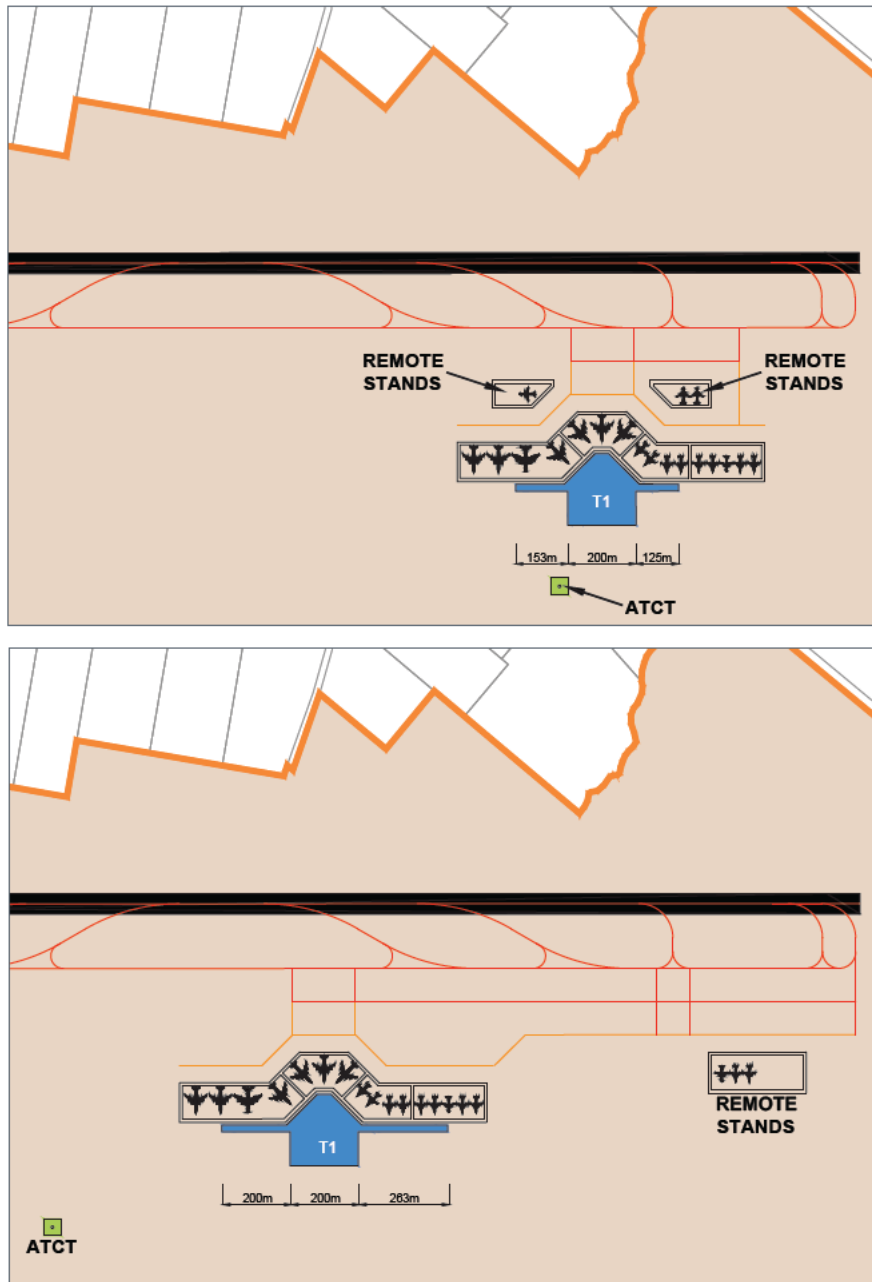 REMOTE
STANDS
REMOTE
STANDS
T1
153m
200m
125m
ATCT
REMOTE
STANDS
T1
200m
200m
263m
ATCT